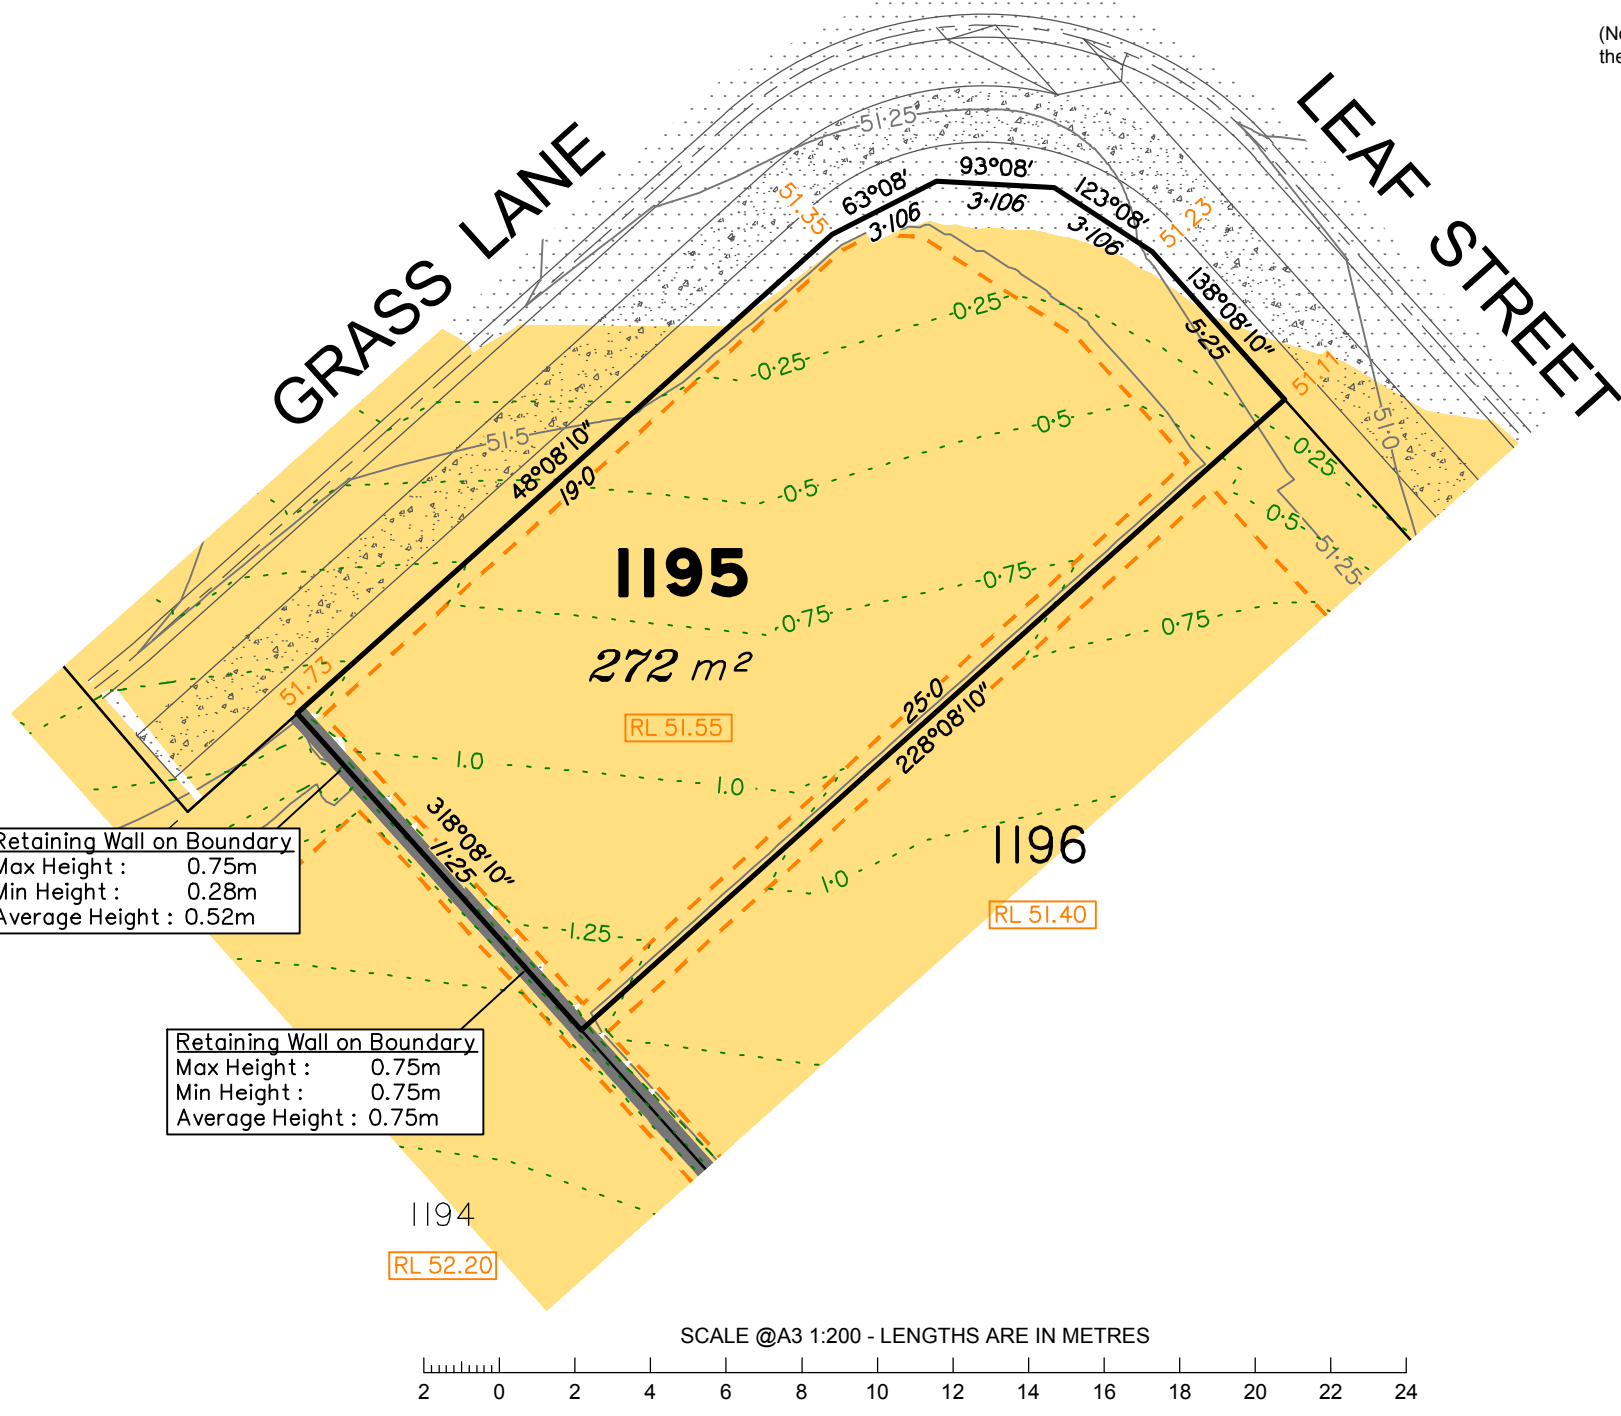 (No
the
GRASS LANE
LEAF STREET
51·25
51.35
63°08'
3·106
93°08'
3·106
123°08'
3·106
51.23
138°08'10"
5·25
51.11
51·0
0·25
0·25
0·25
51·5
48°08'10"
19·0
0·5
0·5
0·5
51·25
1195
272 m²
RL 51.55
0·75
0·75
0·75
51.73
25·0
228°08'10"
1.0
1.0
1·0
1196
RL 51.40
318°08'10"
11·25
1.25
Retaining Wall on Boundary
Max Height : 0.75m
Min Height : 0.28m
Average Height : 0.52m
Retaining Wall on Boundary
Max Height : 0.75m
Min Height : 0.75m
Average Height : 0.75m
1194
RL 52.20
SCALE @A3 1:200 - LENGTHS ARE IN METRES
2 0 2 4 6 8 10 12 14 16 18 20 22 24